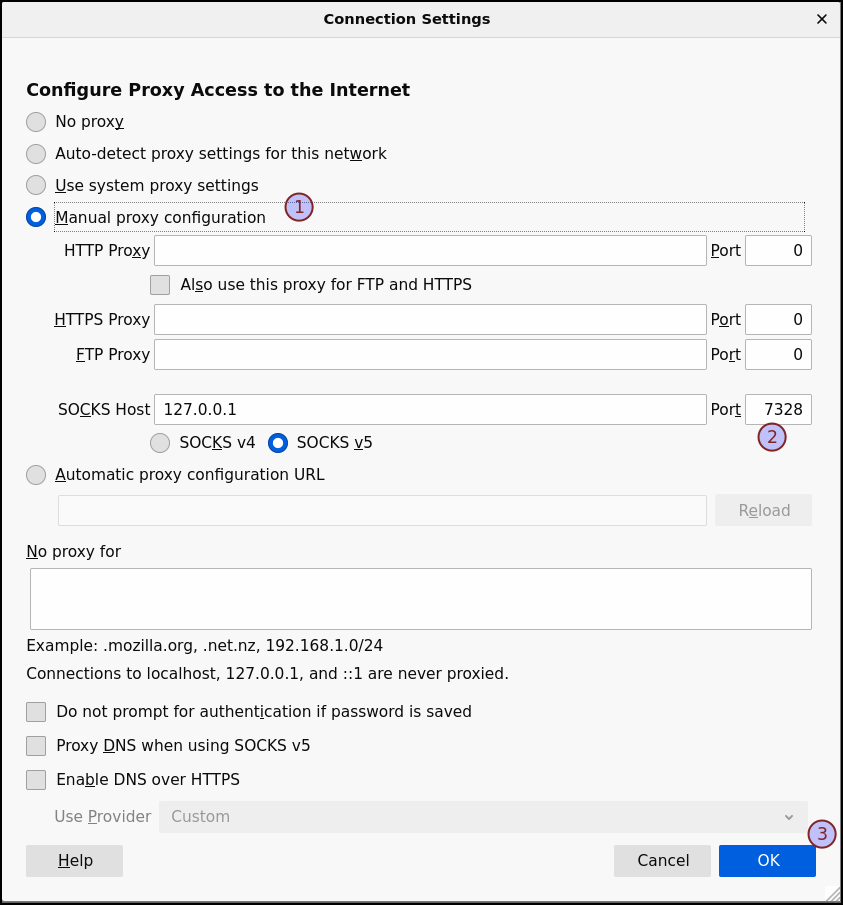 Connection Settings ✕
Configure Proxy Access to the Internet
No proxy
Auto-detect proxy settings for this network
Use system proxy settings 1
Manual proxy configuration
HTTP Proxy Port 0
Also use this proxy for FTP and HTTPS
HTTPS Proxy Port 0
FTP Proxy Port 0
SOCKS Host 127.0.0.1 Port 7328
SOCKS v4 SOCKS v5 2
Automatic proxy configuration URL
Reload
No proxy for
Example: .mozilla.org, .net.nz, 192.168.1.0/24
Connections to localhost, 127.0.0.1, and ::1 are never proxied.
Do not prompt for authentication if password is saved
Proxy DNS when using SOCKS v5
Enable DNS over HTTPS
Use Provider Custom
3
Help Cancel OK